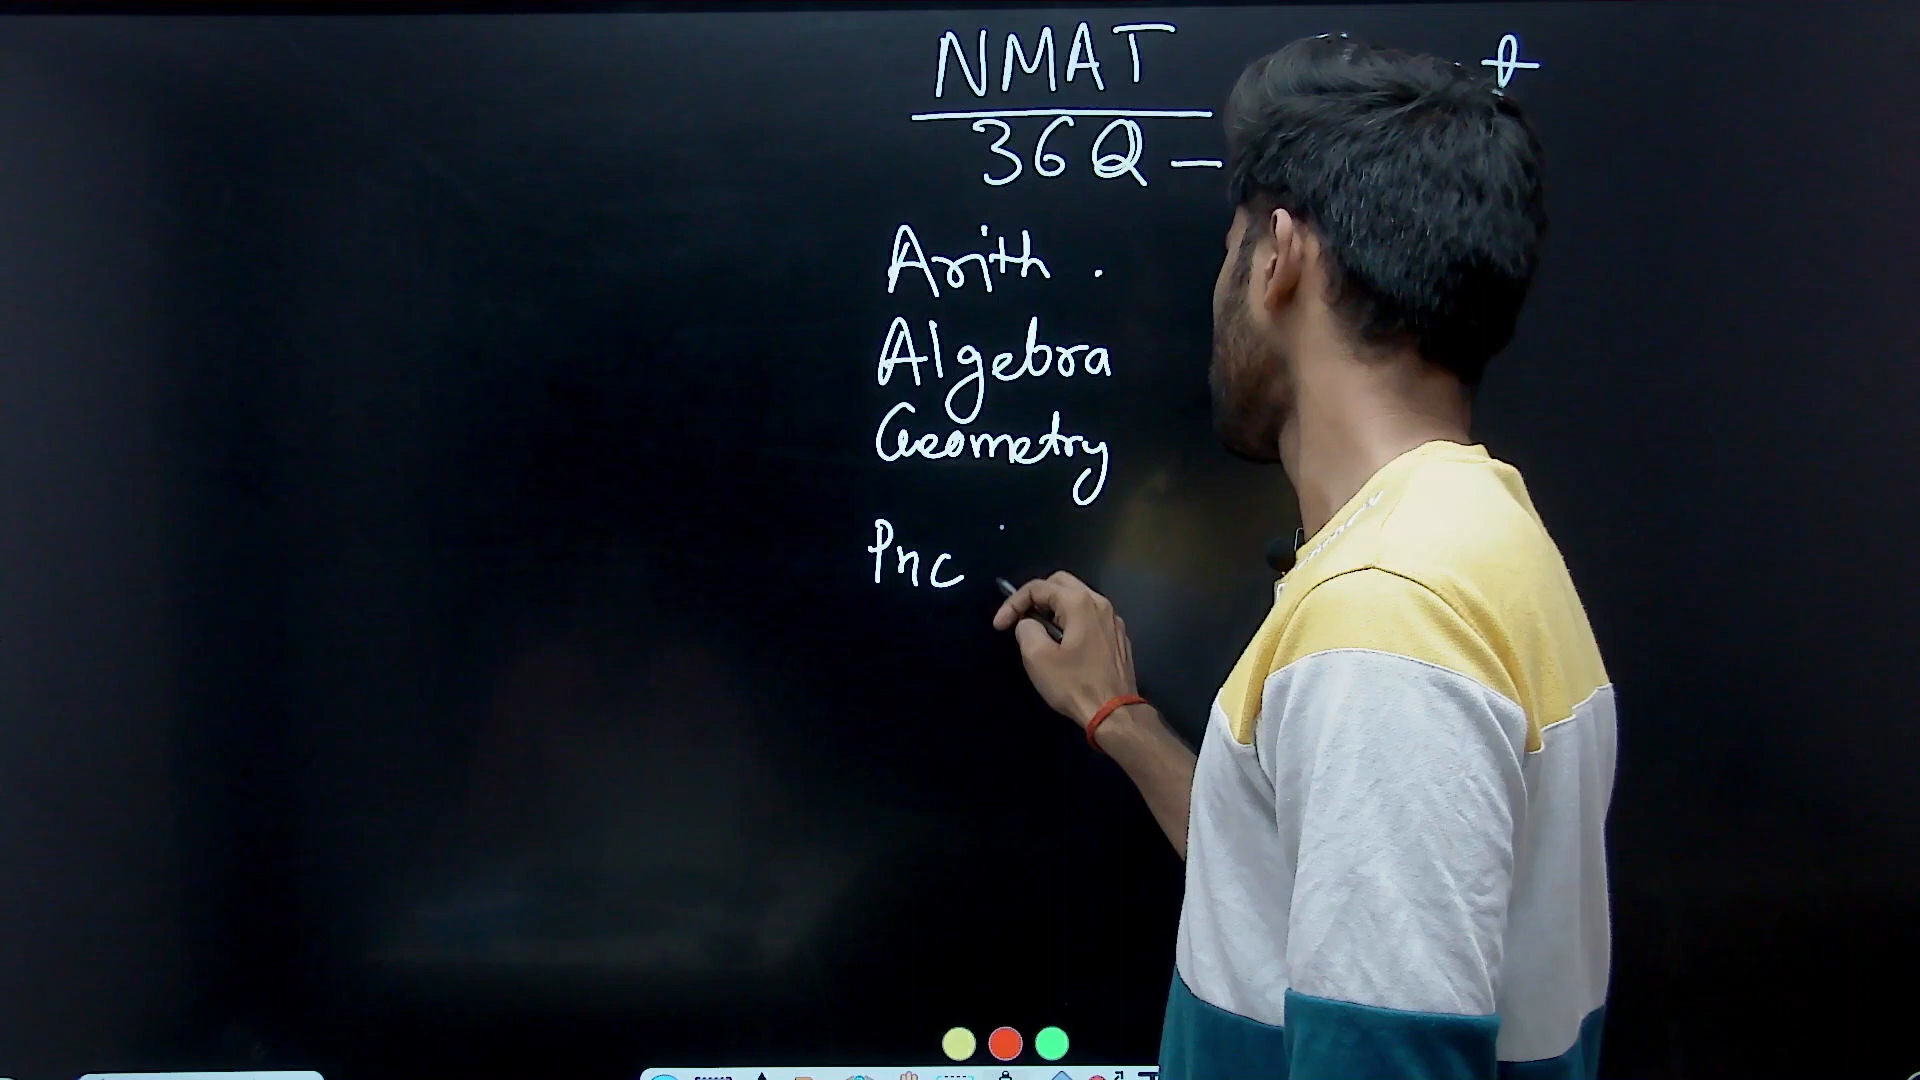 NMAT
36Q —
Arith.
Algebra
Geometry
Pnc